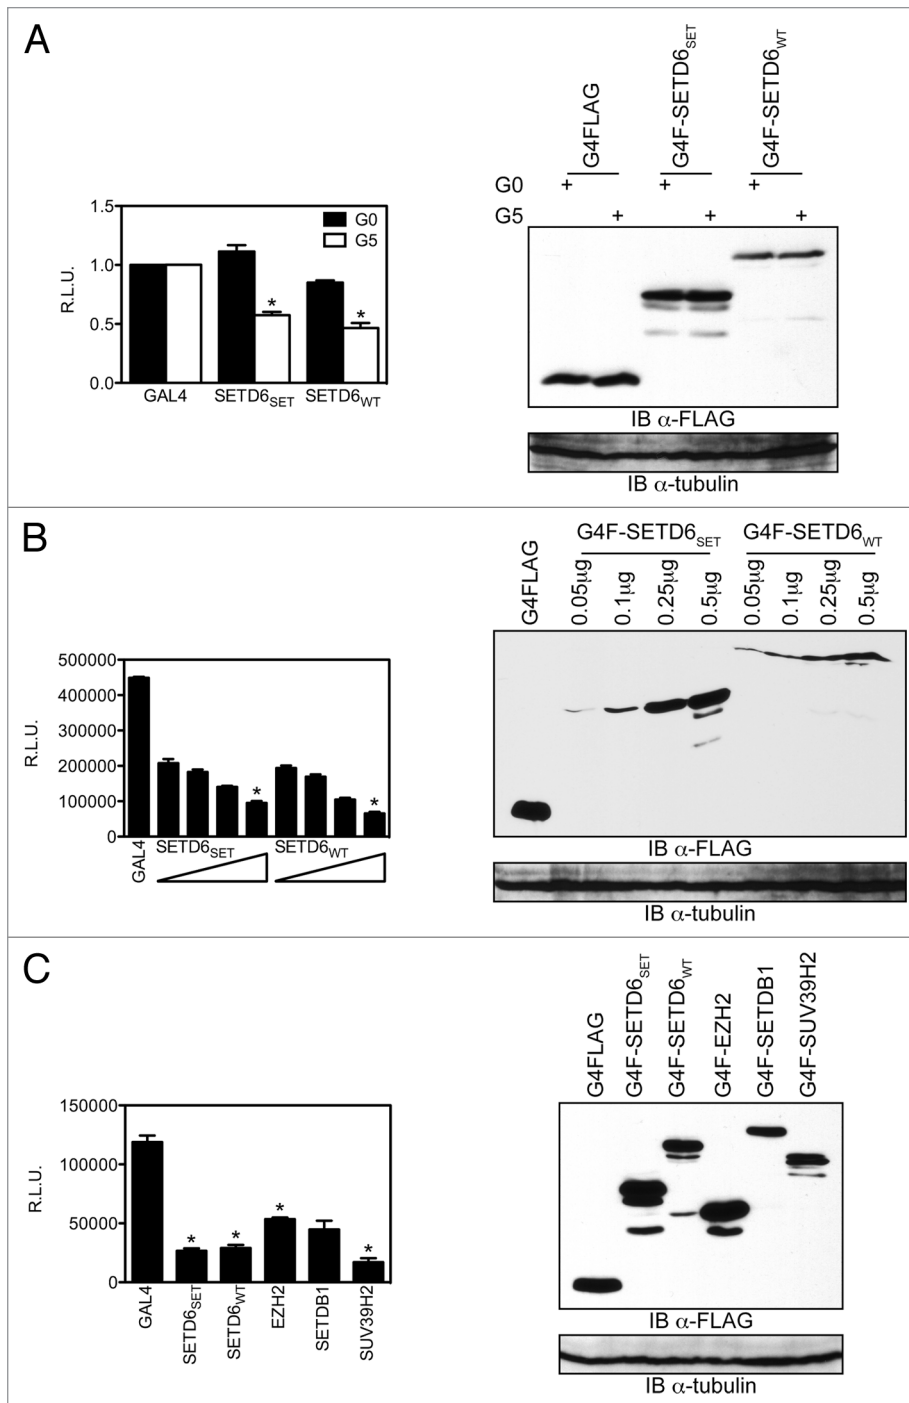 A
G4FLAG
G4F-SETD6SET
G4F-SETD6WT
G0 + + +
G5 + + +
1.5
1.0
0.5
0.0
R.L.U.
G0
G5
*
*
GAL4 SETD6SET SETD6WT
IB α-FLAG
IB α-tubulin
B
G4FLAG
G4F-SETD6SET G4F-SETD6WT
0.05µg 0.1µg 0.25µg 0.5µg 0.05µg 0.1µg 0.25µg 0.5µg
500000
400000
300000
200000
100000
0
R.L.U.
*
*
GAL4 SETD6SET SETD6WT
IB α-FLAG
IB α-tubulin
C
G4FLAG
G4F-SETD6SET
G4F-SETD6WT
G4F-EZH2
G4F-SETDB1
G4F-SUV39H2
150000
100000
50000
0
R.L.U.
* * * *
GAL4
SETD6SET
SETD6WT
EZH2
SETDB1
SUV39H2
IB α-FLAG
IB α-tubulin